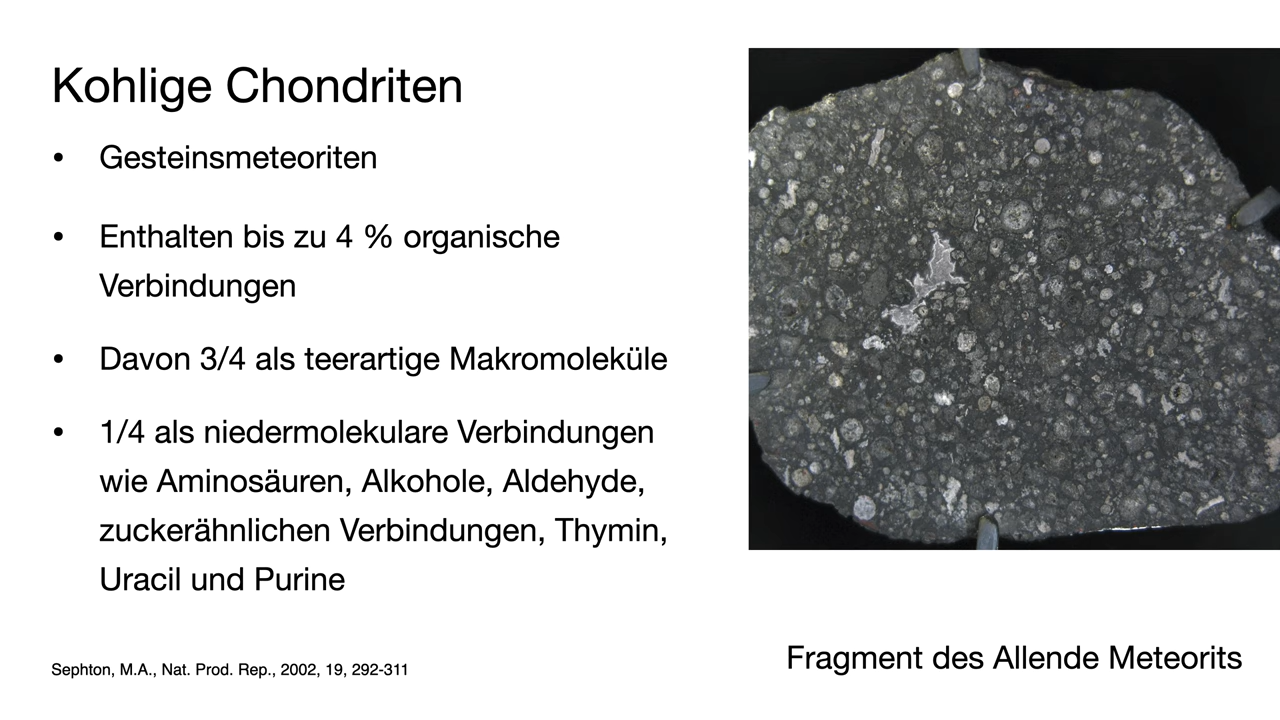 Kohlige Chondriten
• Gesteinsmeteoriten
• Enthalten bis zu 4 % organische
Verbindungen
• Davon 3/4 als teerartige Makromoleküle
• 1/4 als niedermolekulare Verbindungen
wie Aminosäuren, Alkohole, Aldehyde,
zuckerähnlichen Verbindungen, Thymin,
Uracil und Purine
Sephton, M.A., Nat. Prod. Rep., 2002, 19, 292-311
Fragment des Allende Meteorits